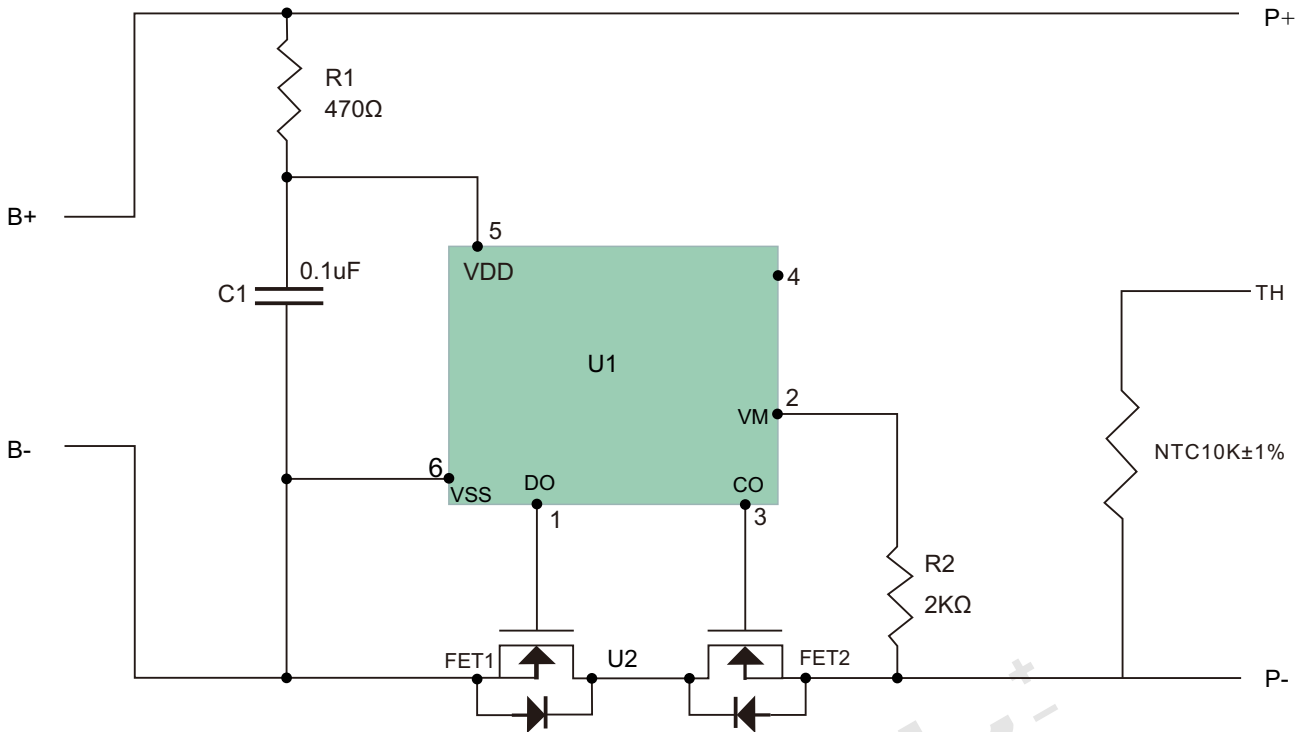 P+
R1
470Ω
B+
5
VDD
4
0.1uF
C1
TH
U1
2
VM
B-
NTC10K±1%
6
VSS
DO
CO
1
3
R2
2KΩ
FET1
U2
FET2
P-